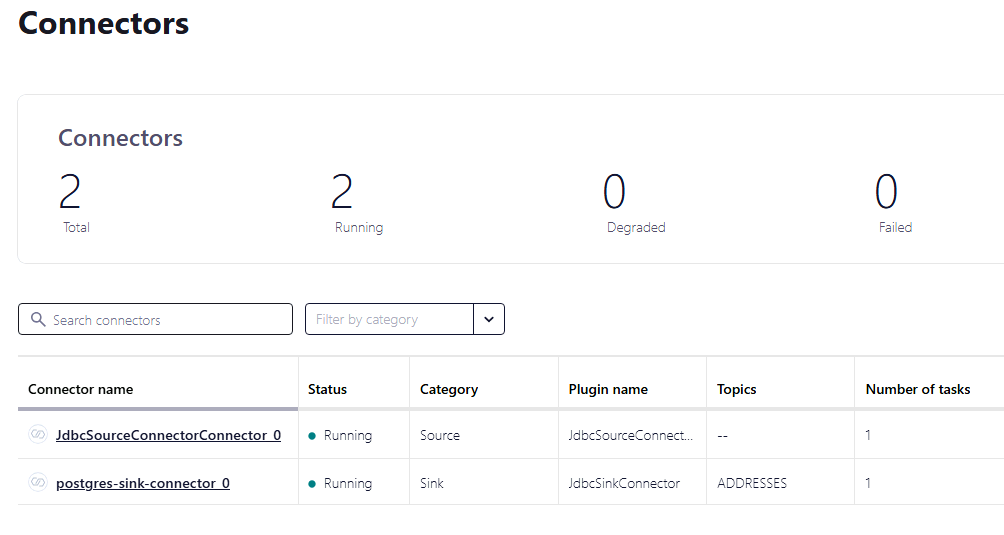 Connectors
Connectors
2 2 0 0
Total Running Degraded Failed
Search connectors Filter by category
Connector name Status Category Plugin name Topics Number of tasks
JdbcSourceConnectorConnector_0 Running Source JdbcSourceConnect... -- 1
postgres-sink-connector_0 Running Sink JdbcSinkConnector ADDRESSES 1